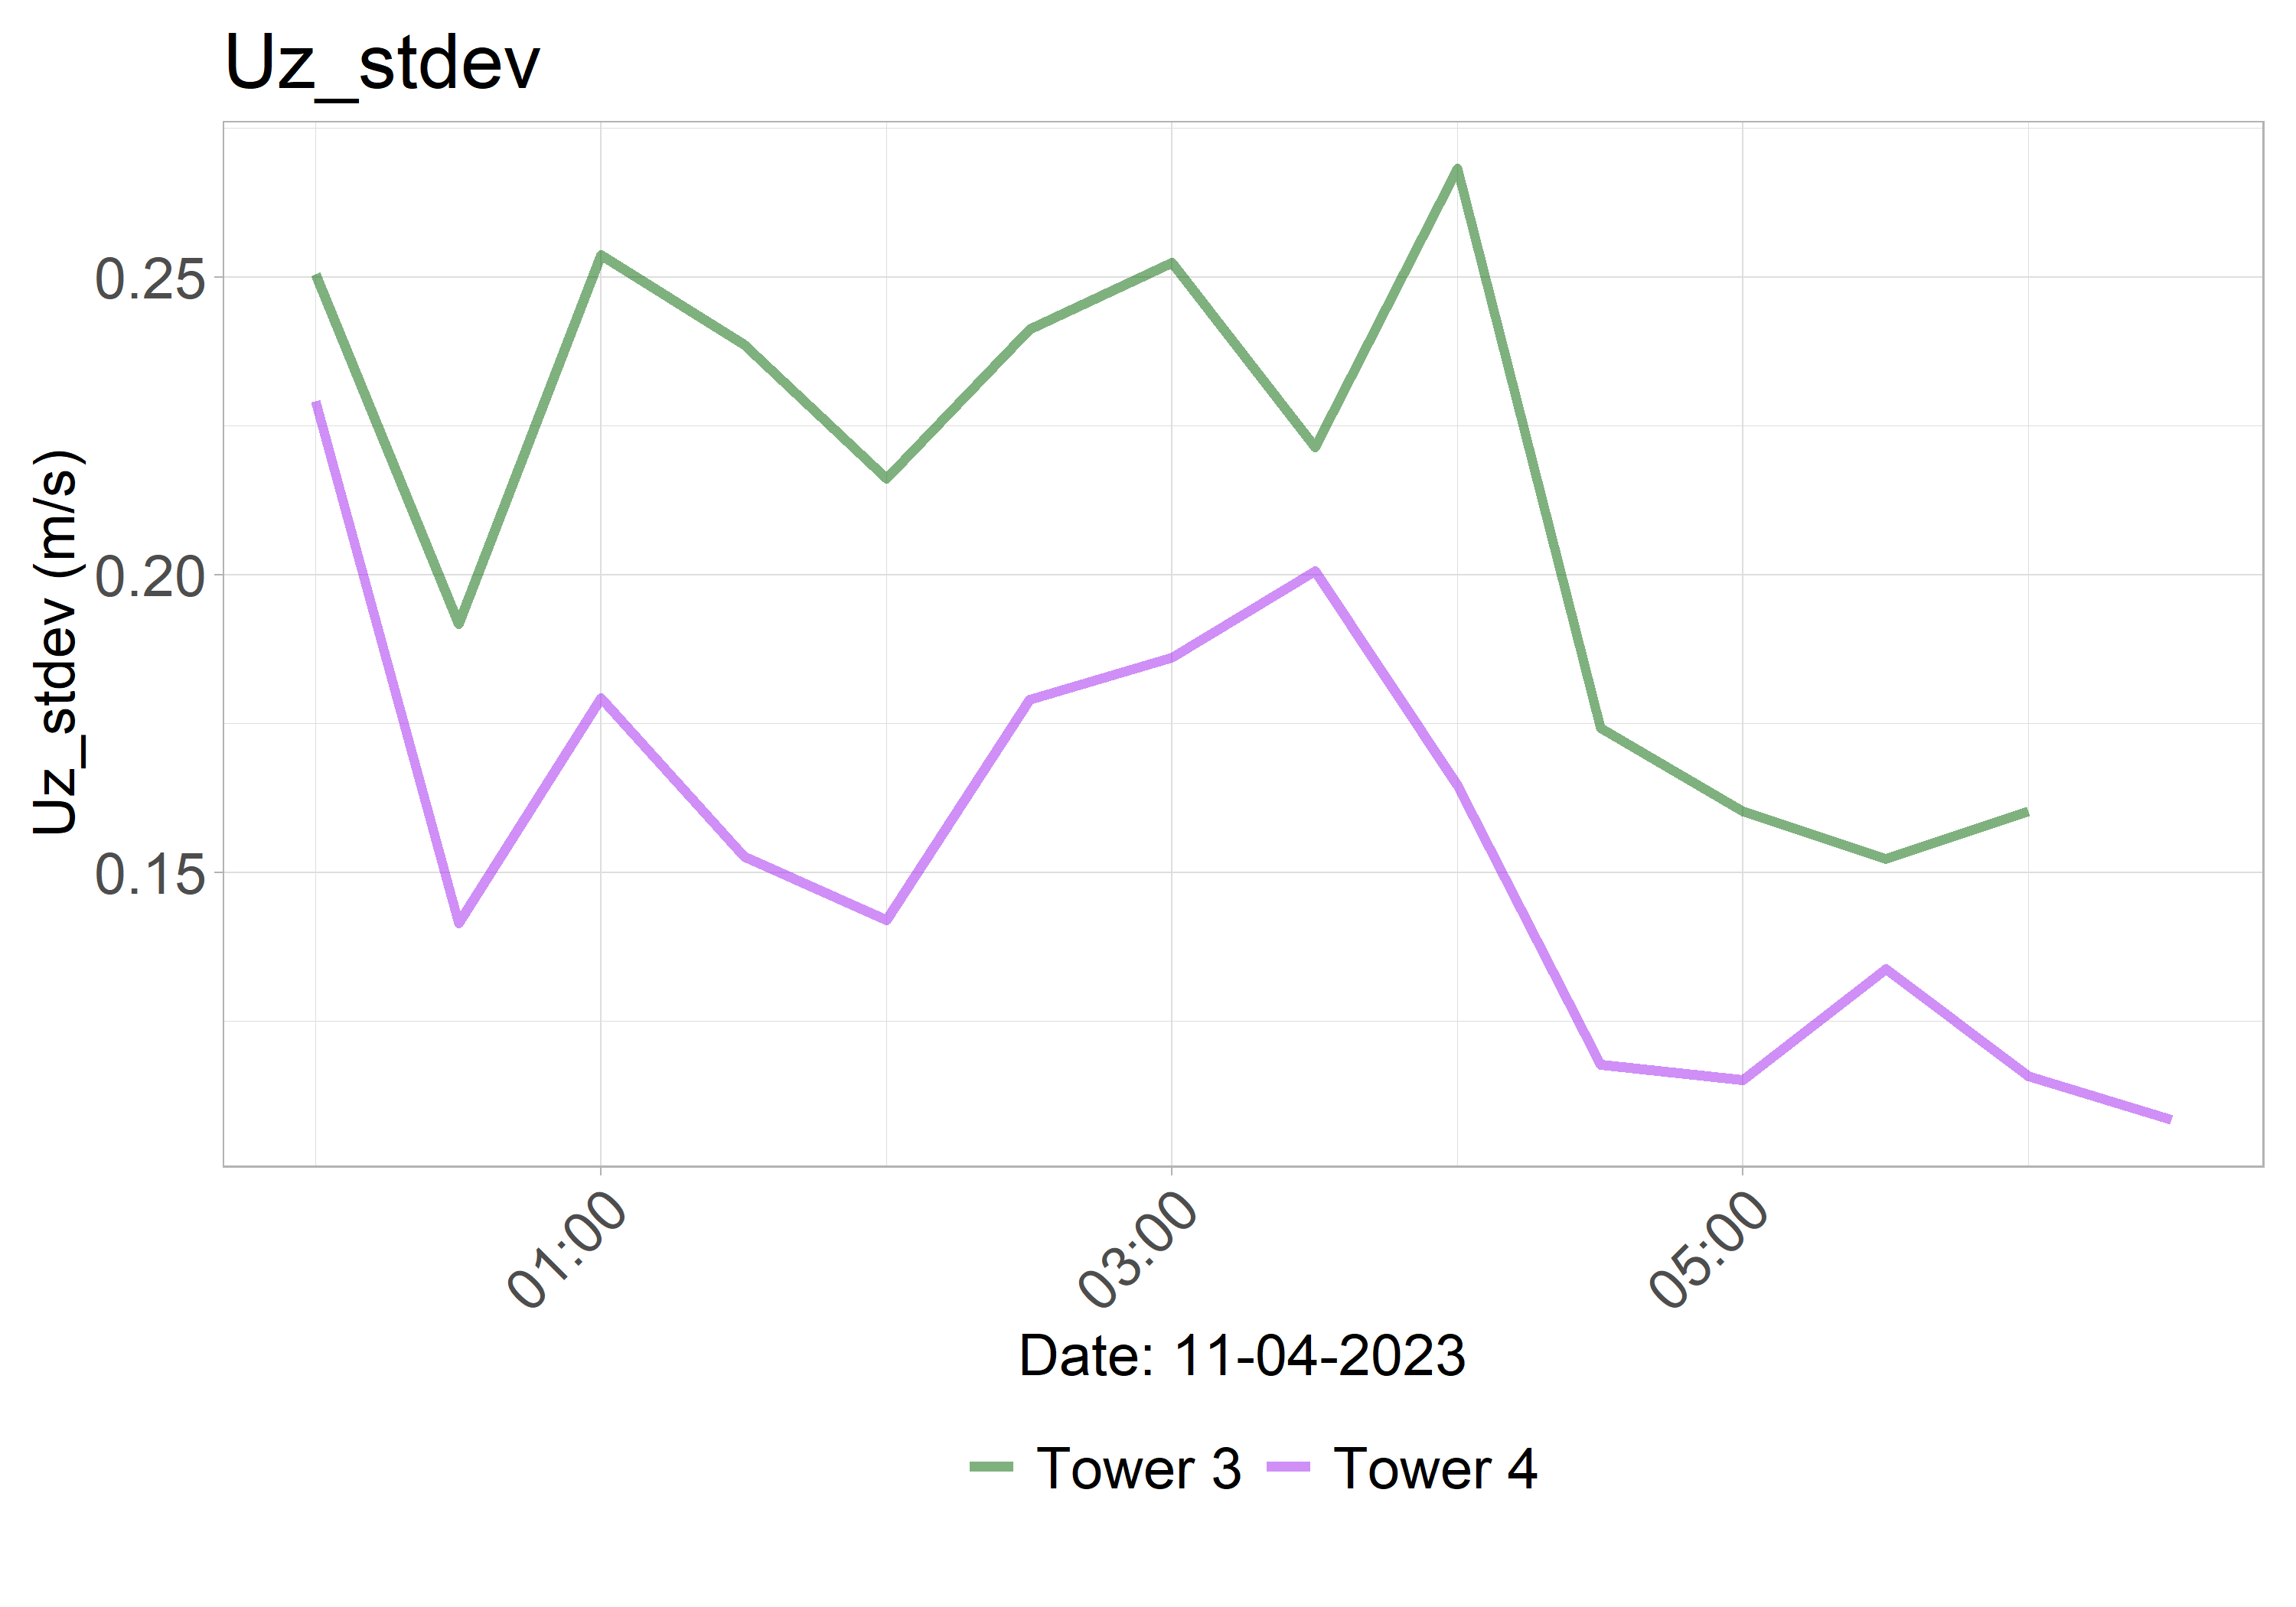 Uz_stdev
Uz_stdev (m/s)
0.25
0.20
0.15
01:00
03:00
05:00
Date: 11-04-2023
Tower 3
Tower 4